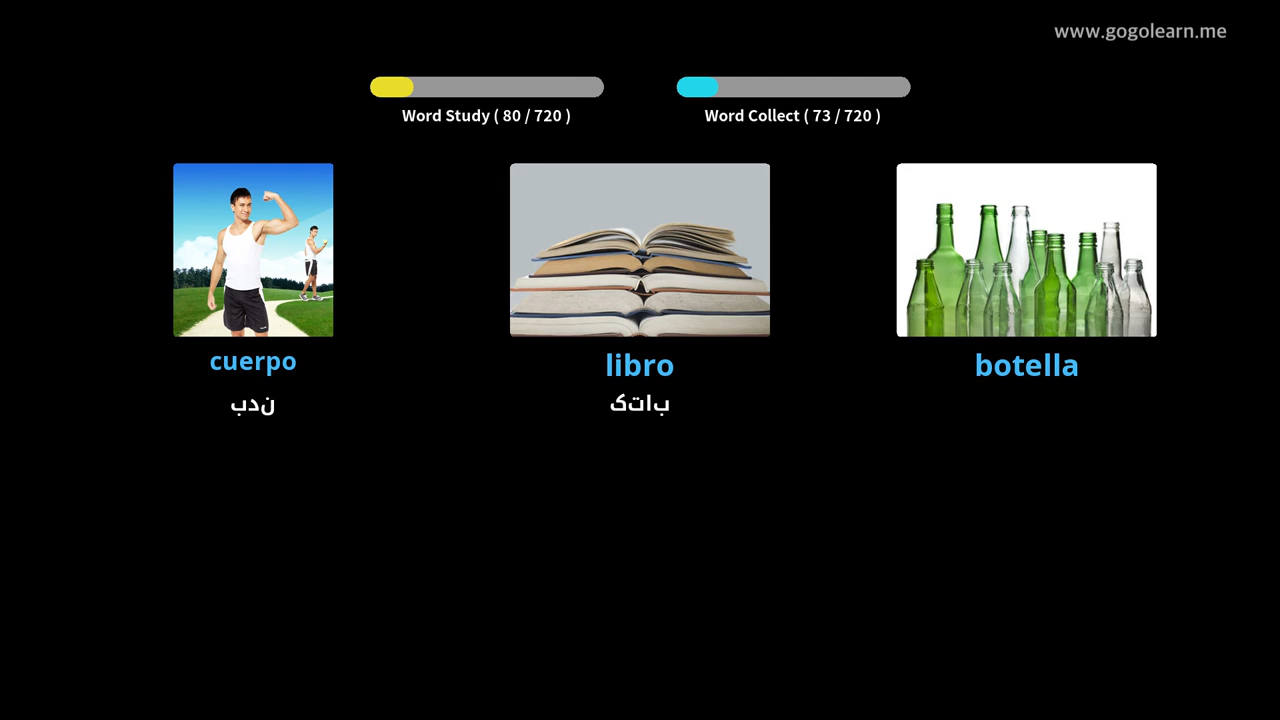 www.gogolearn.me
Word Study ( 80 / 720 )
Word Collect ( 73 / 720 )
cuerpo
بدن
libro
کتاب
botella